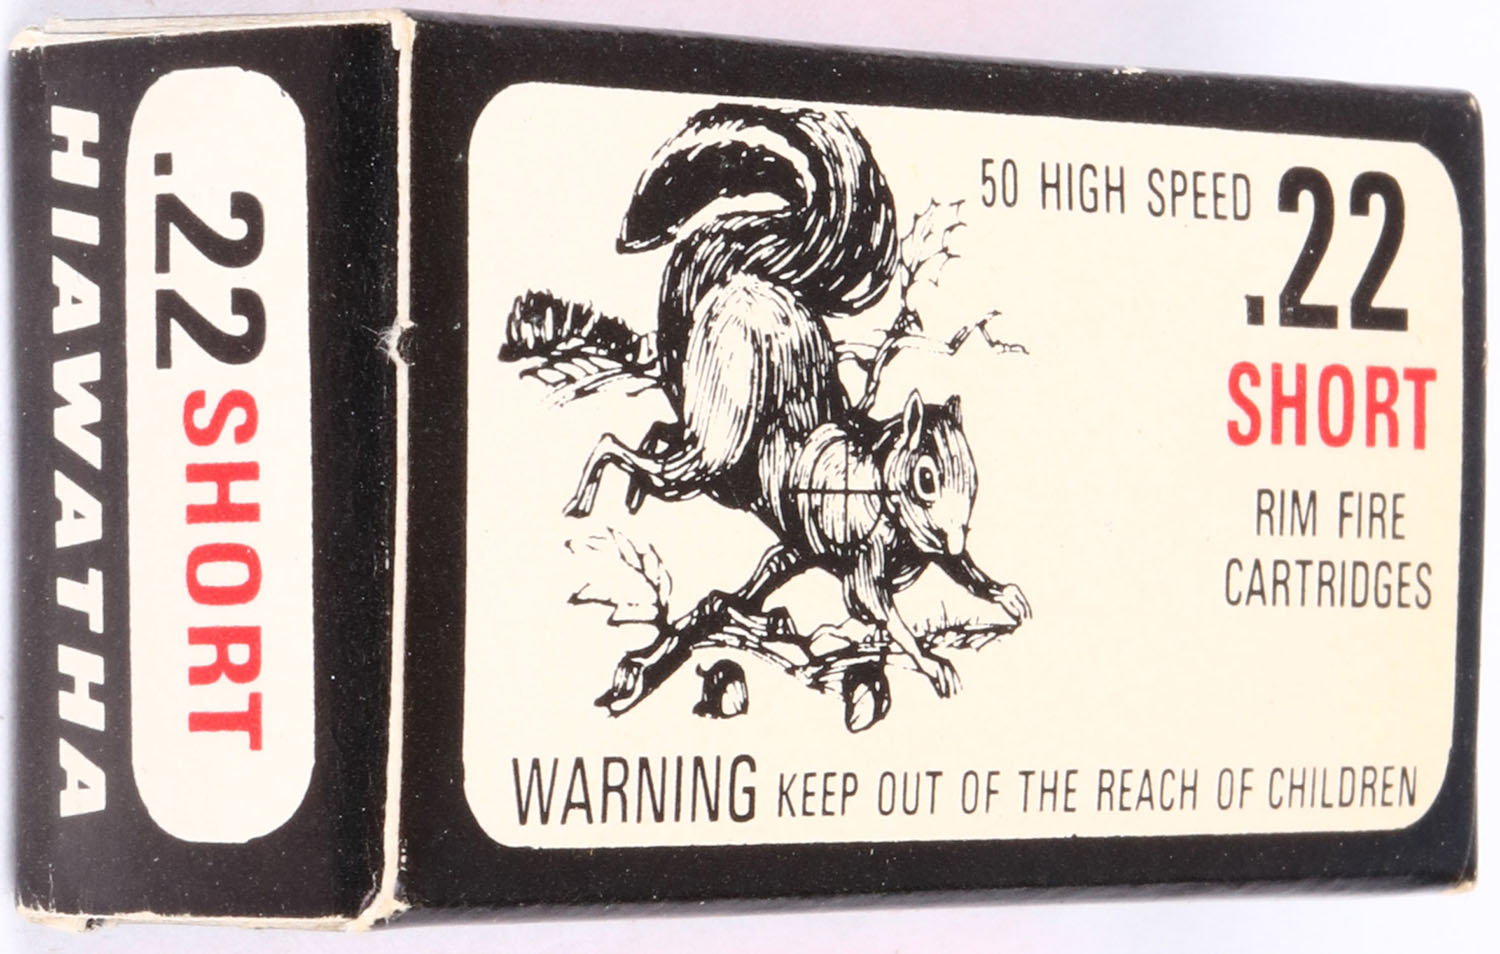 HIAWATHA
.22 SHORT
50 HIGH SPEED .22
SHORT
RIM FIRE
CARTRIDGES
WARNING KEEP OUT OF THE REACH OF CHILDREN